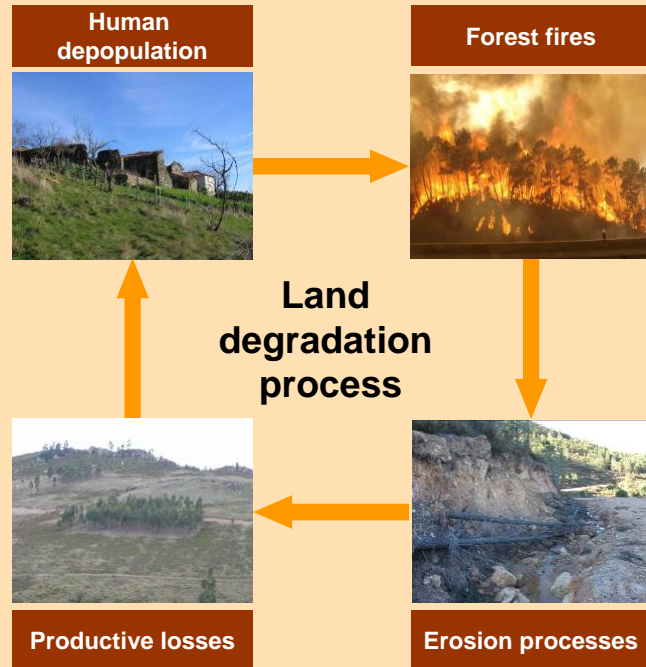 Human
depopulation
Forest fires
Land
degradation
process
Productive losses
Erosion processes